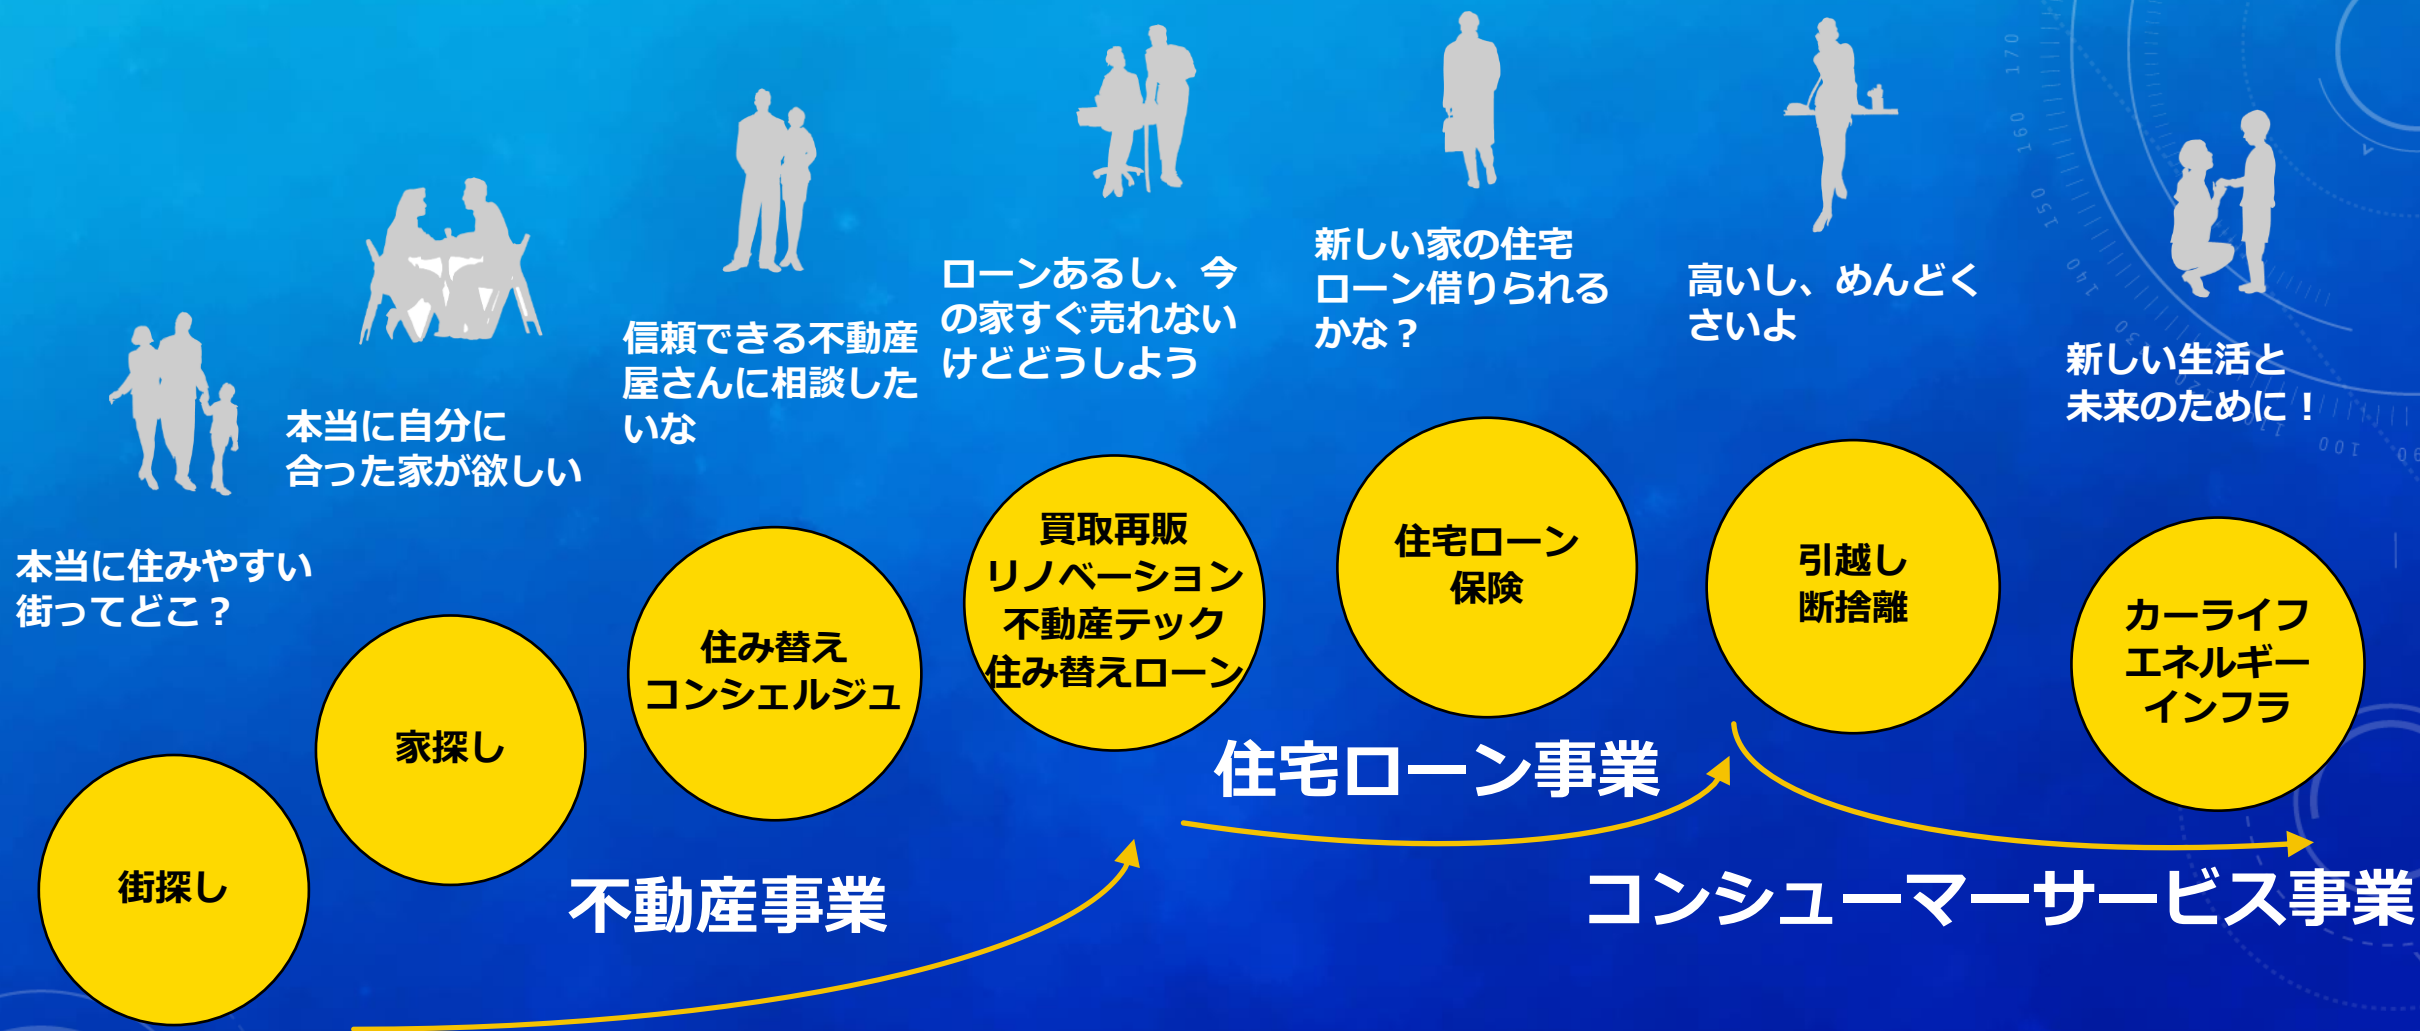 本当に住みやすい
街ってどこ？
街探し
本当に自分に
合った家が欲しい
家探し
信頼できる不動産
屋さんに相談した
いな
住み替え
コンシェルジュ
ローンあるし、今
の家すぐ売れない
けどどうしよう
買取再販
リノベーション
不動産テック
住み替えローン
新しい家の住宅
ローン借りられる
かな？
住宅ローン
保険
高いし、めんどく
さいよ
引越し
断捨離
新しい生活と
未来のために！
カーライフ
エネルギー
インフラ
不動産事業
住宅ローン事業
コンシューマーサービス事業
170
160
150
140
130
120
110
100